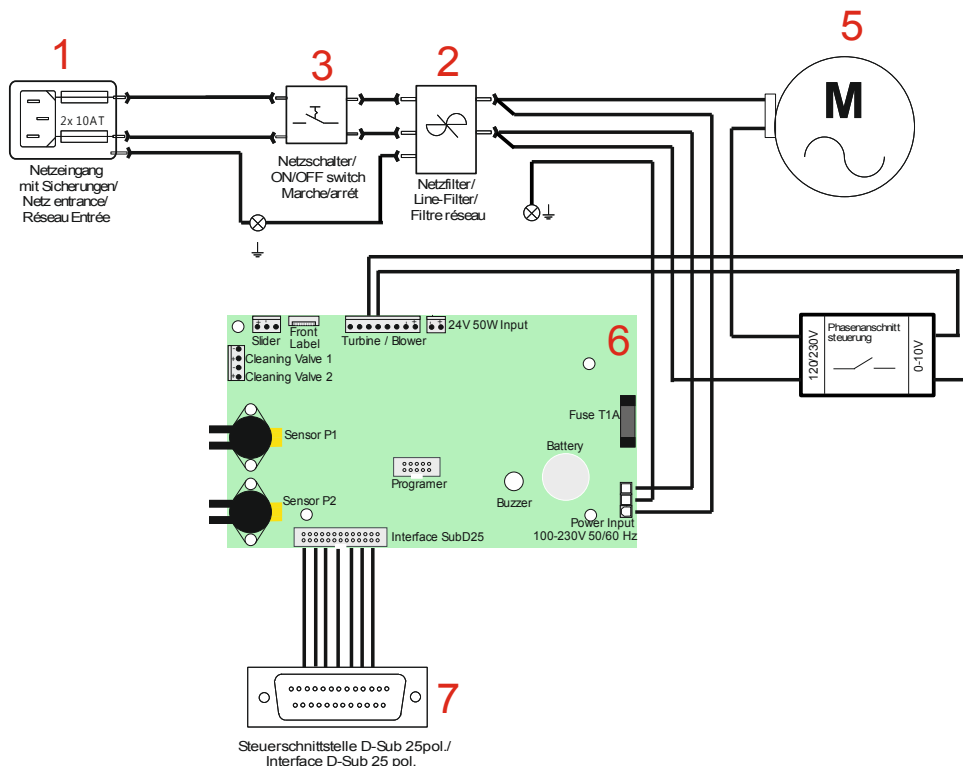 1
3
2
5
2x 10AT
M
Netzeingang
mit Sicherungen/
Netz entrance/
Réseau Entrée
Netzschalter/
ON/OFF switch
Marche/arrét
Netzfilter/
Line-Filter/
Filtre réseau
Slider
Front
Label
Turbine / Blower
24V 50W Input
6
Cleaning Valve 1
Cleaning Valve 2
120/230V
Phasenanschnitt
steuerung
0-10V
Fuse T1A
Sensor P1
Battery
Programer
Buzzer
Sensor P2
Power Input
100-230V 50/60 Hz
Interface SubD25
7
Steuerschnittstelle D-Sub 25pol./
Interface D-Sub 25 pol.